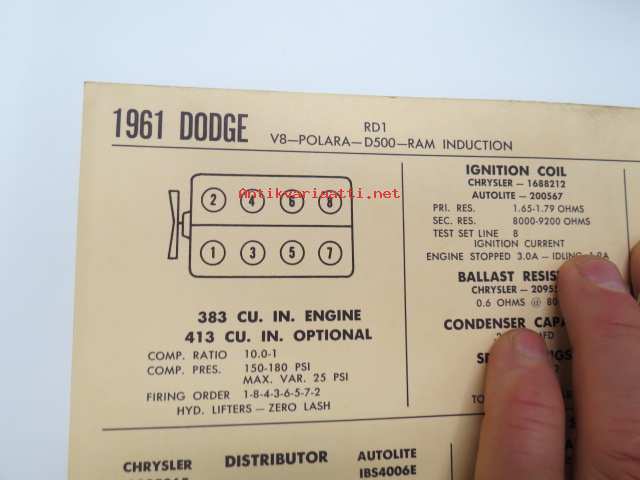 1961 DODGE
RD1
V8—POLARA—D500—RAM INDUCTION
2 4 6 8
1 3 5 7
Antikvariaatti.net
383 CU. IN. ENGINE
413 CU. IN. OPTIONAL
COMP. RATIO 10.0-1
COMP. PRES. 150-180 PSI
MAX. VAR. 25 PSI
FIRING ORDER 1-8-4-3-6-5-7-2
HYD. LIFTERS — ZERO LASH
IGNITION COIL
CHRYSLER — 1688212
AUTOLITE — 200567
PRI. RES. 1.65-1.79 OHMS
SEC. RES. 8000-9200 OHMS
TEST SET LINE 8
IGNITION CURRENT
ENGINE STOPPED 3.0A — IDLING
BALLAST
CHRYSLER —
0.6 OHMS @
CONDENSER
DISTRIBUTOR
CHRYSLER
AUTOLITE
IBS4006E